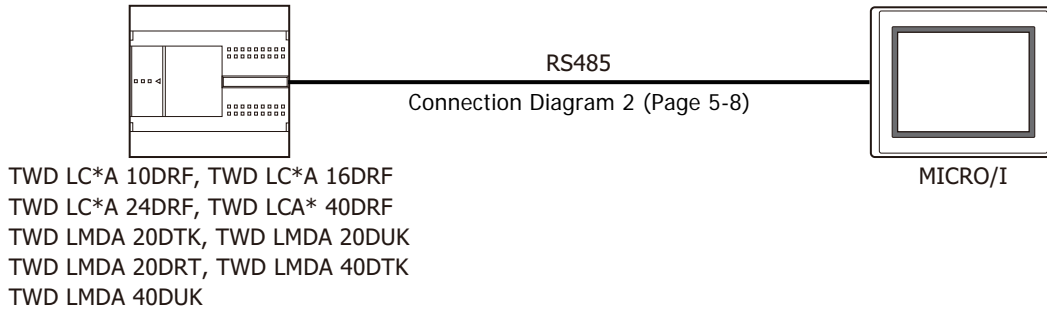 RS485
Connection Diagram 2 (Page 5-8)
TWD LC*A 10DRF, TWD LC*A 16DRF
TWD LC*A 24DRF, TWD LCA* 40DRF
TWD LMDA 20DTK, TWD LMDA 20DUK
TWD LMDA 20DRT, TWD LMDA 40DTK
TWD LMDA 40DUK
MICRO/I